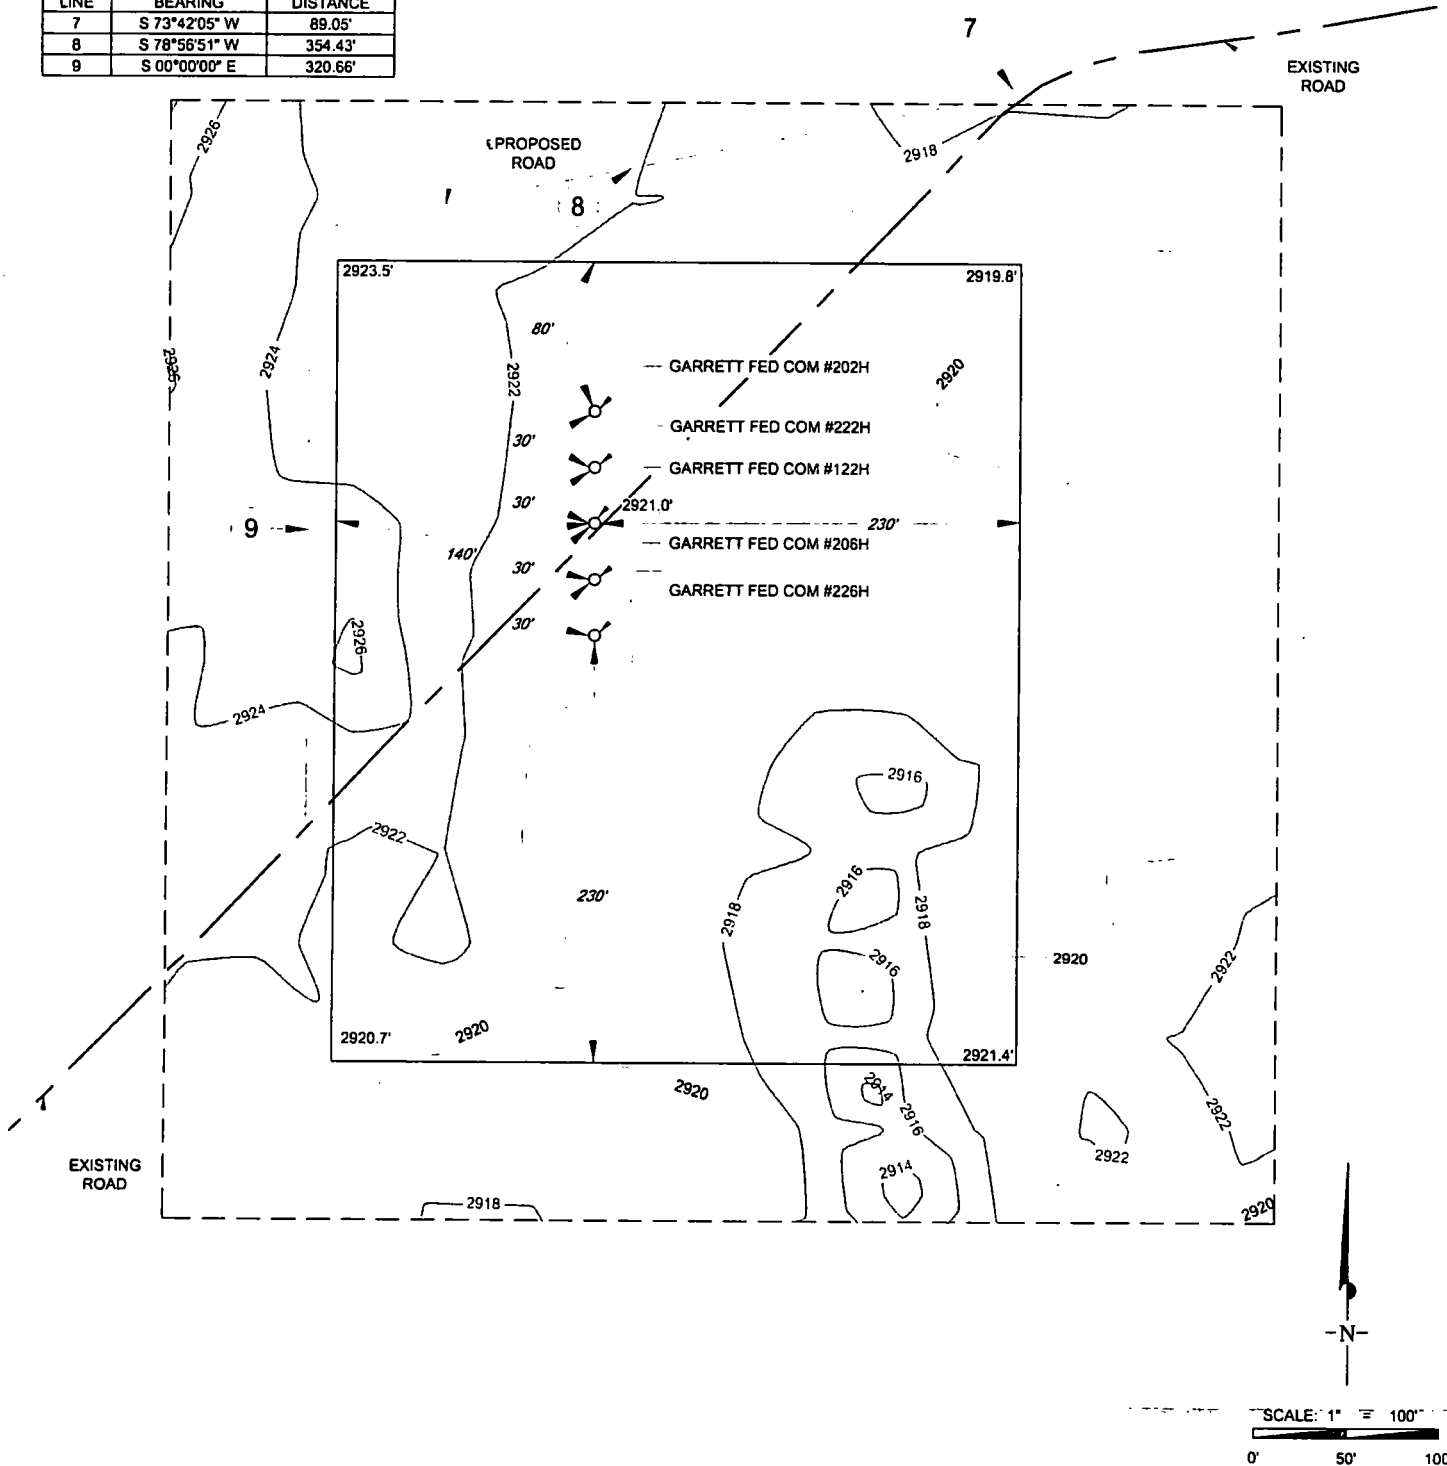 LINE BEARING DISTANCE
7 S 73°42'05" W 89.05'
8 S 78°56'51" W 354.43'
9 S 00°00'00" E 320.66'
7
EXISTING
ROAD
2926
PROPOSED
ROAD
2918
8
2923.5'
2919.8'
80'
2926
2924
2922
GARRETT FED COM #202H
2920
GARRETT FED COM #222H
30'
GARRETT FED COM #122H
30'
2921.0'
9
230'
140'
GARRETT FED COM #206H
30'
GARRETT FED COM #226H
30'
2926
2924
2916
2922
2916
230'
2918
2918
2916
2920
2922
2920.7'
2920
2921.4'
2920
2914
2916
2922
2922
EXISTING
ROAD
2914
2918
2920
-N-
SCALE: 1" = 100'
0' 50' 100